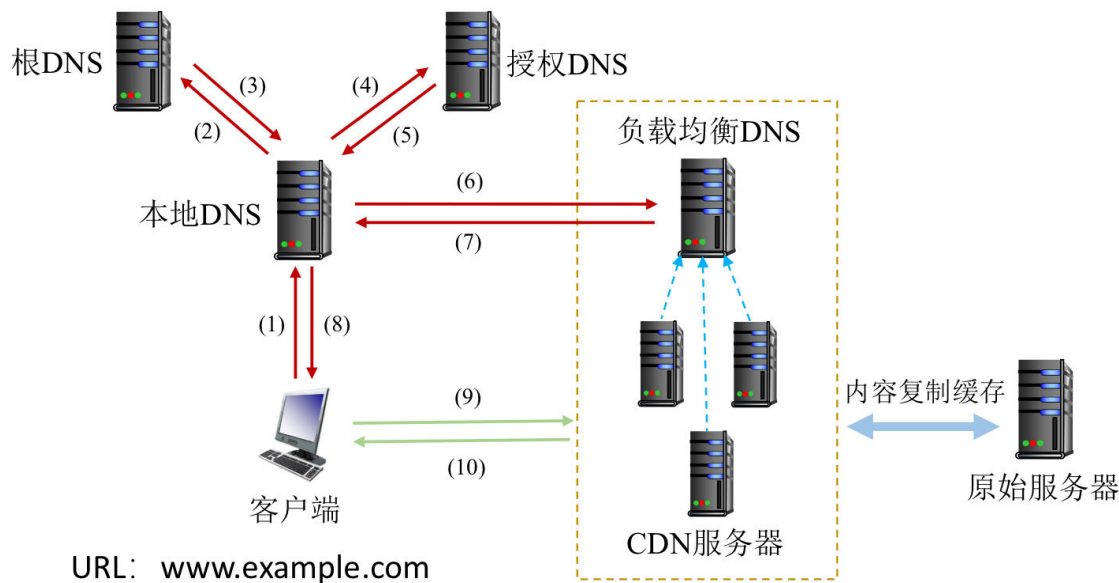 根DNS
授权DNS
(3)
(4)
(2)
(5)
负载均衡DNS
本地DNS
(6)
(7)
(1)
(8)
内容复制缓存
(9)
(10)
客户端
原始服务器
CDN服务器
URL: www.example.com